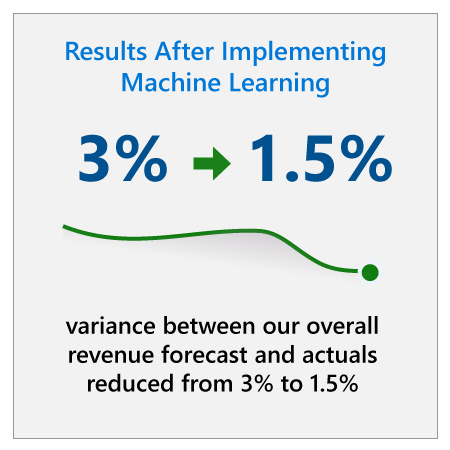 Results After Implementing
Machine Learning
3% 1.5%
variance between our overall
revenue forecast and actuals
reduced from 3% to 1.5%